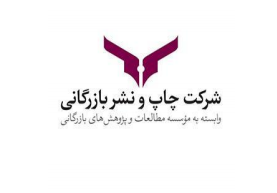 شرکت چاپ و نشر بازرگانی
وابسته به مؤسسه مطالعات و پژوهش‌های بازرگانی